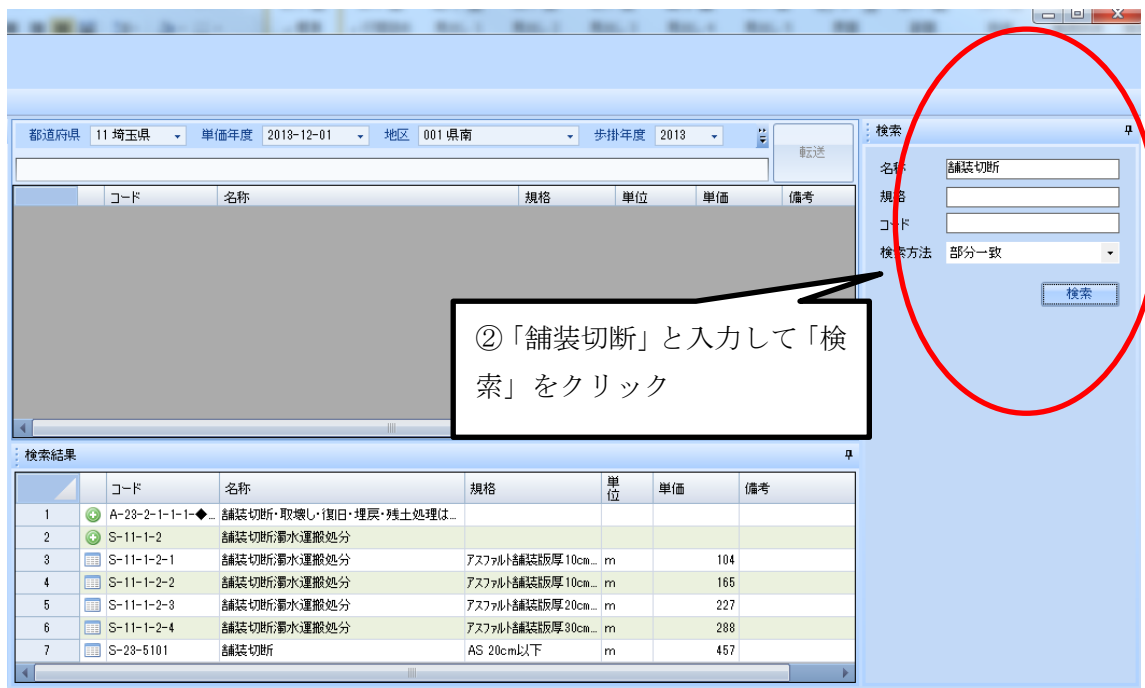 都道府県 11 埼玉県 単価年度 2013-12-01 地区 001 県南 歩掛年度 2013
転送
コード 名称 規格 単位 単価 備考
検索
名称 舗装切断
規格
コード
検索方法 部分一致
検索
②「舗装切断」と入力して「検
索」をクリック
検索結果
コード 名称 規格 単位 単価 備考
1 A-23-2-1-1-1-◆… 舗装切断・取壊し・復旧・埋戻・残土処理は…
2 S-11-1-2 舗装切断濁水運搬処分
3 S-11-1-2-1 舗装切断濁水運搬処分 アスファルト舗装版厚10cm… m 104
4 S-11-1-2-2 舗装切断濁水運搬処分 アスファルト舗装版厚10cm… m 165
5 S-11-1-2-3 舗装切断濁水運搬処分 アスファルト舗装版厚20cm… m 227
6 S-11-1-2-4 舗装切断濁水運搬処分 アスファルト舗装版厚30cm… m 288
7 S-23-5101 舗装切断 AS 20cm以下 m 457